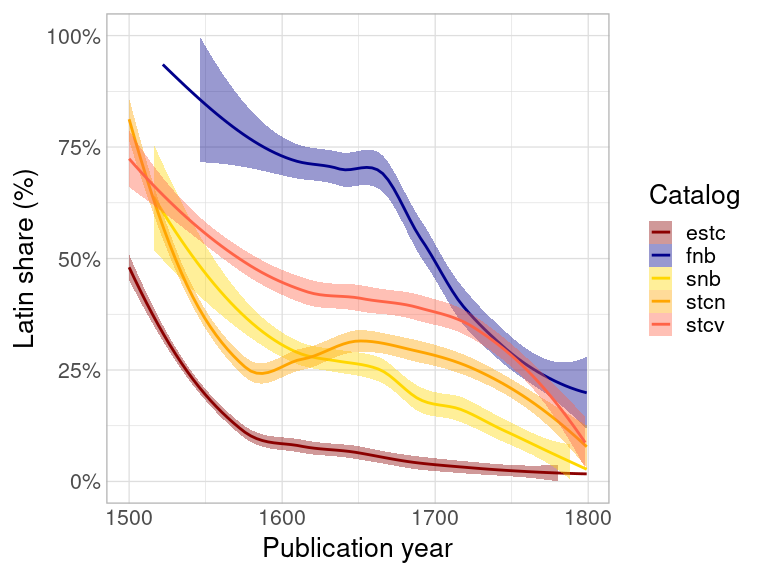 100%
75%
50%
25%
0%
Latin share (%)
1500
1600
1700
1800
Publication year
Catalog
estc
fnb
snb
stcn
stcv